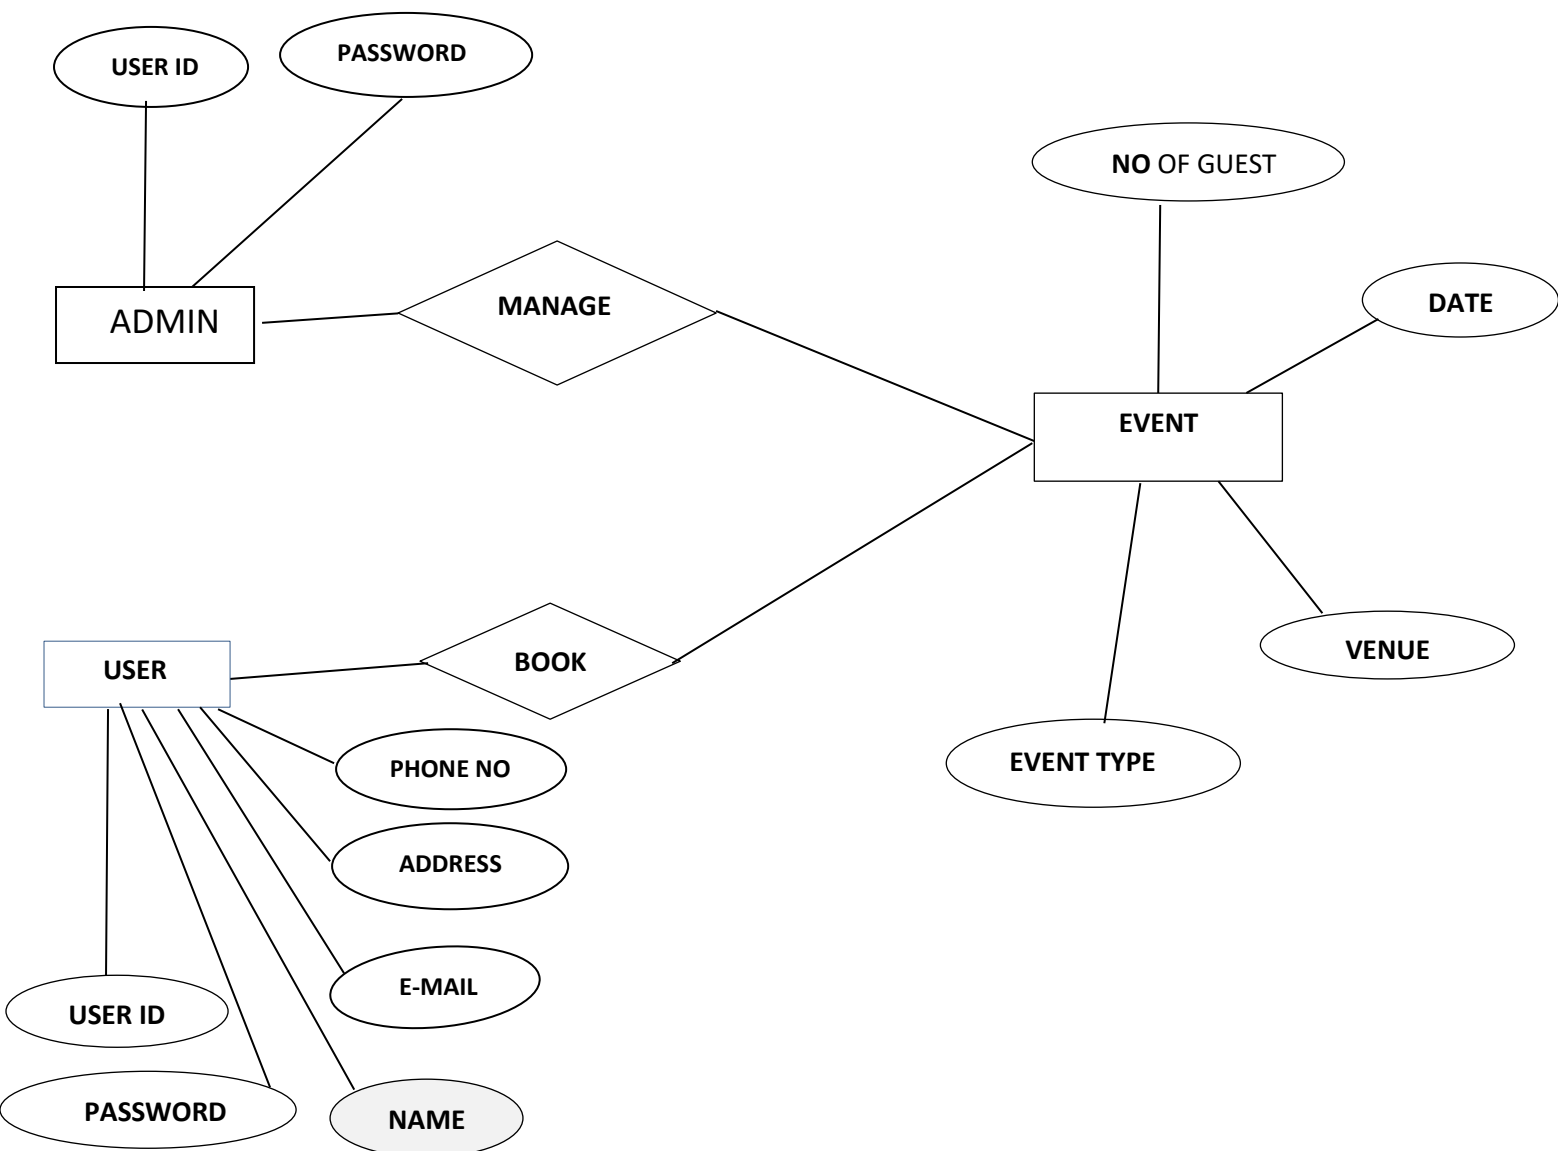 USER ID
PASSWORD
NO OF GUEST
DATE
MANAGE
ADMIN
EVENT
BOOK
USER
VENUE
PHONE NO
EVENT TYPE
ADDRESS
E-MAIL
USER ID
PASSWORD
NAME